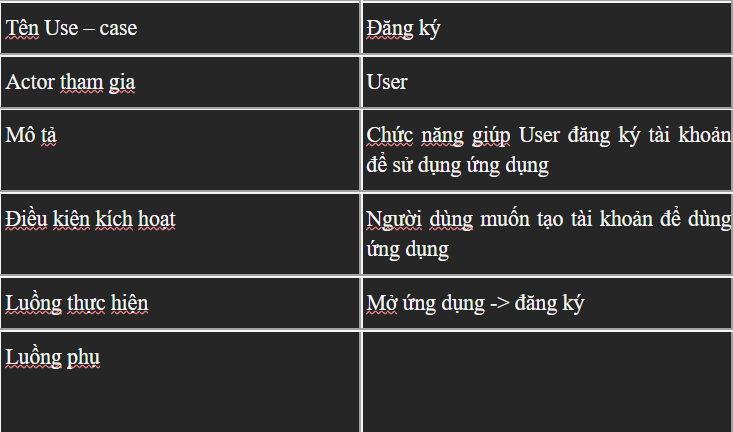 Tên Use – case
Đăng ký
Actor tham gia
User
Mô tả
Chức năng giúp User đăng ký tài khoản
để sử dụng ứng dụng
Điều kiện kích hoạt
Người dùng muốn tạo tài khoản để dùng
ứng dụng
Luồng thực hiện
Mở ứng dụng -> đăng ký
Luồng phụ